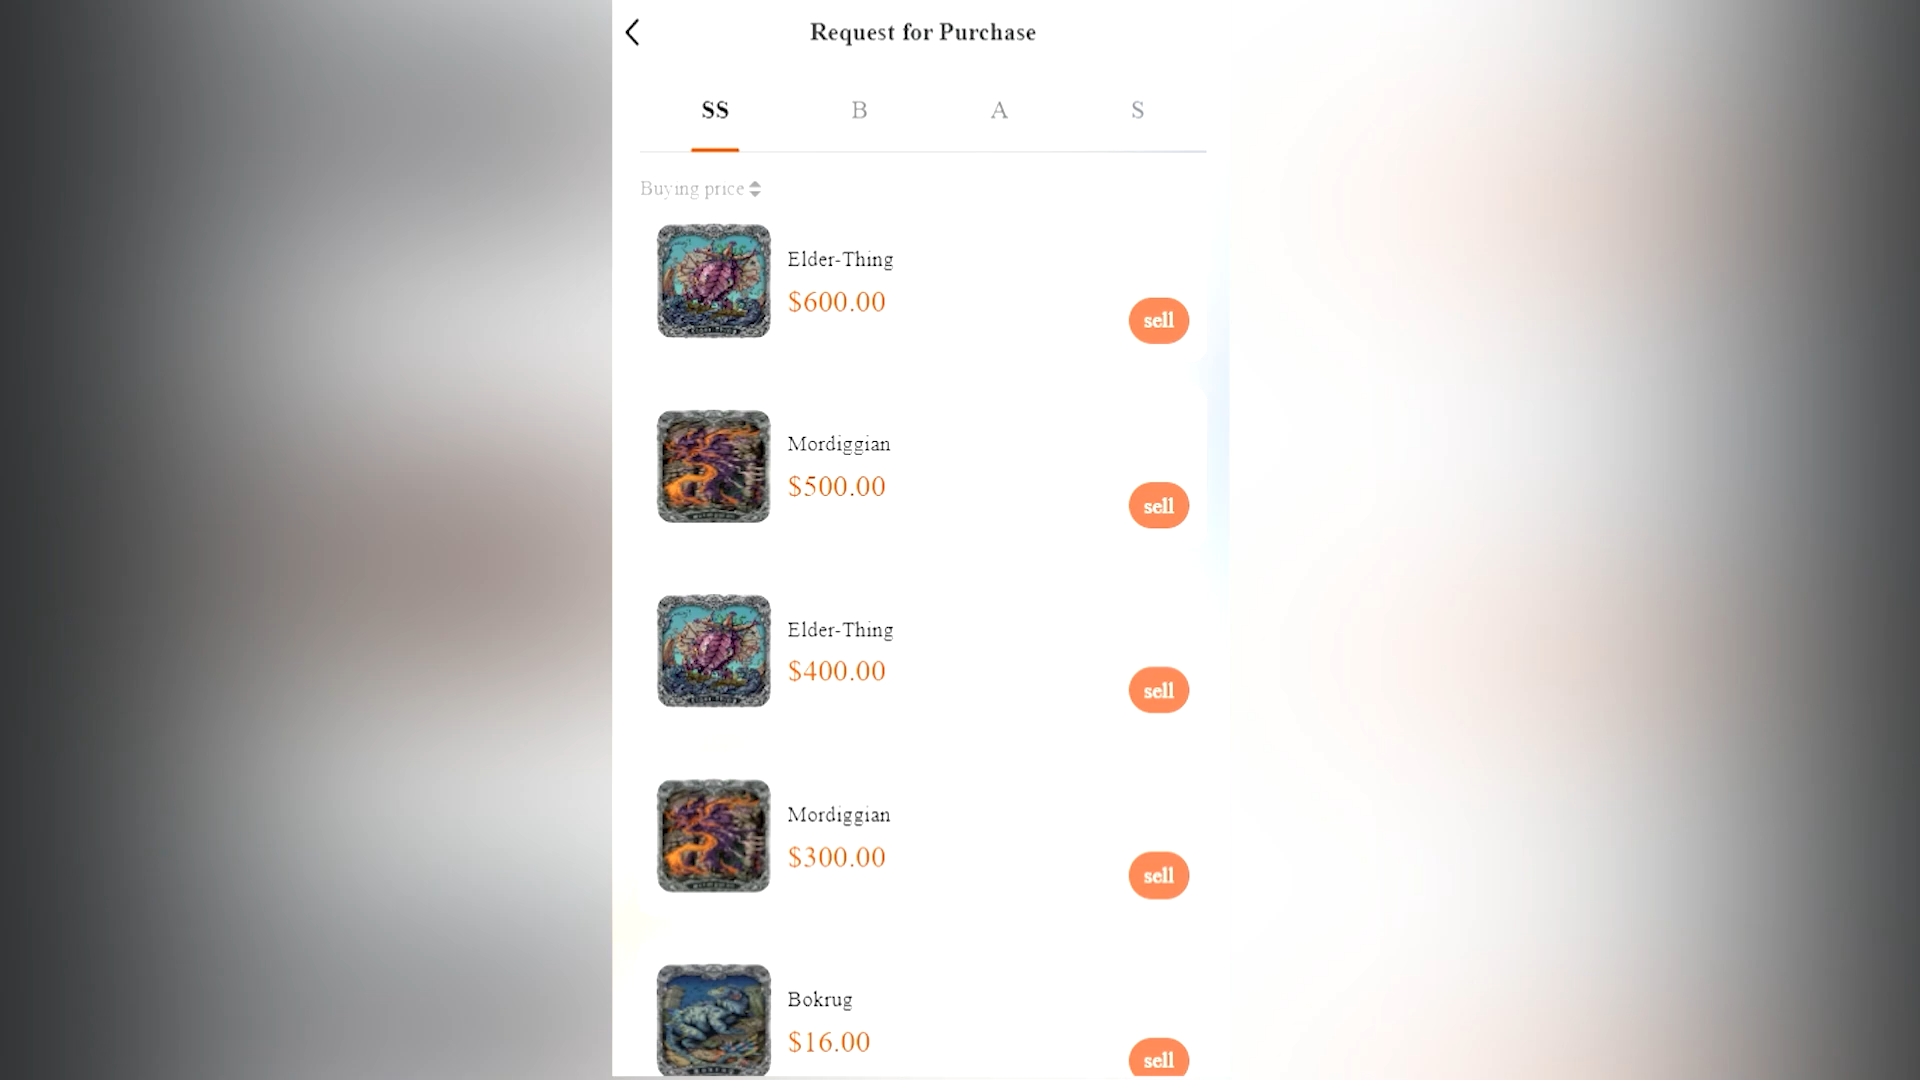 Request for Purchase
SS B A S
Buying price
Elder-Thing
$600.00
sell
Mordiggian
$500.00
sell
Elder-Thing
$400.00
sell
Mordiggian
$300.00
sell
Bokrug
$16.00
sell